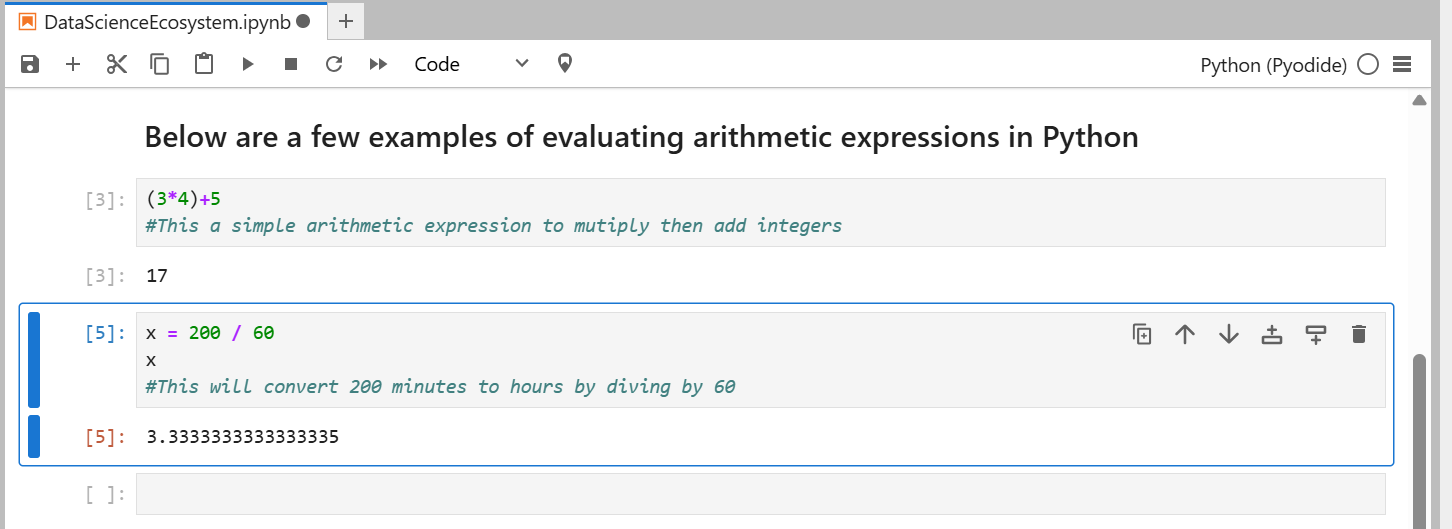 DataScienceEcosystem.ipynb
Code
Python (Pyodide)
Below are a few examples of evaluating arithmetic expressions in Python
[3]: (3*4)+5
#This a simple arithmetic expression to mutiply then add integers
[3]: 17
[5]: x = 200 / 60
x
#This will convert 200 minutes to hours by diving by 60
[5]: 3.3333333333333335
[ ]: